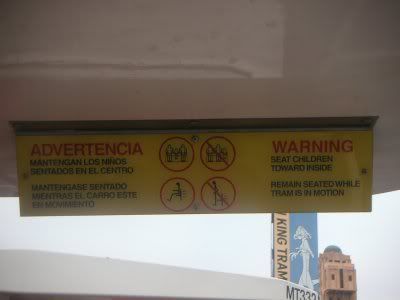 ADVERTENCIA
MANTENGAN LOS NIÑOS
SENTADOS EN EL CENTRO
MANTENGASE SENTADO
MIENTRAS EL CARRO ESTE
EN MOVIMIENTO
WARNING
SEAT CHILDREN
TOWARD INSIDE
REMAIN SEATED WHILE
TRAM IS IN MOTION
KING TRAM